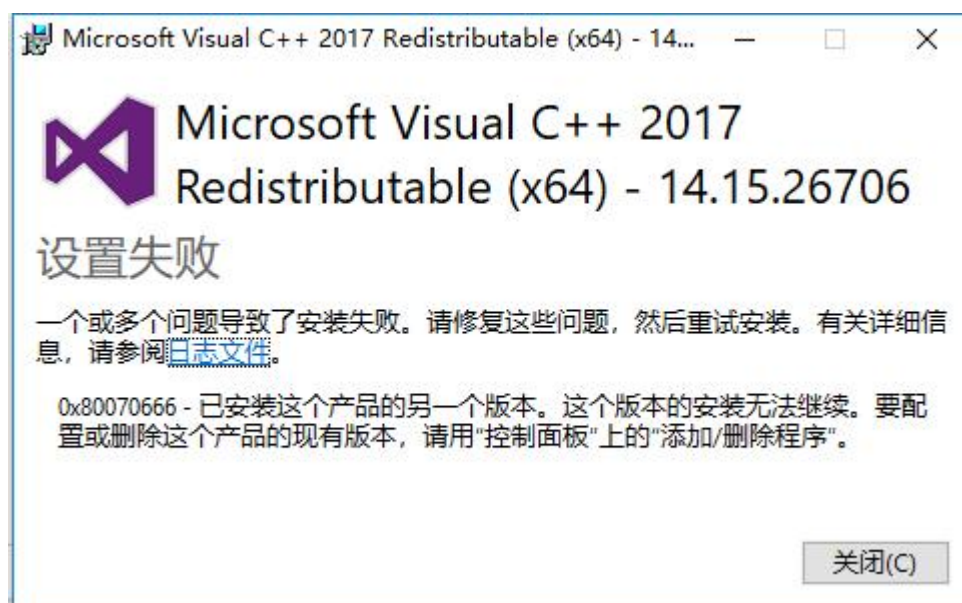 Microsoft Visual C++ 2017 Redistributable (x64) - 14...
Microsoft Visual C++ 2017
Redistributable (x64) - 14.15.26706
设置失败
一个或多个问题导致了安装失败。请修复这些问题，然后重试安装。有关详细信
息，请参阅日志文件。
0x80070666 - 已安装这个产品的另一个版本。这个版本的安装无法继续。要配
置或删除这个产品的现有版本，请用"控制面板"上的"添加/删除程序"。
关闭(C)